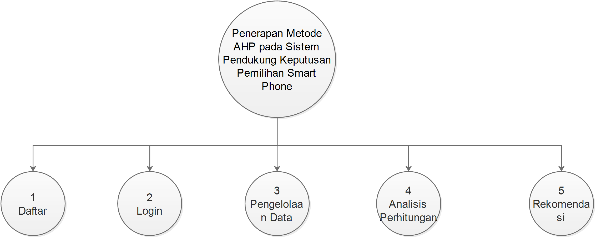 Penerapan Metode
AHP pada Sistem
Pendukung Keputusan
Pemilihan Smart
Phone
1
Daftar
2
Login
3
Pengelolaa
n Data
4
Analisis
Perhitungan
5
Rekomenda
si